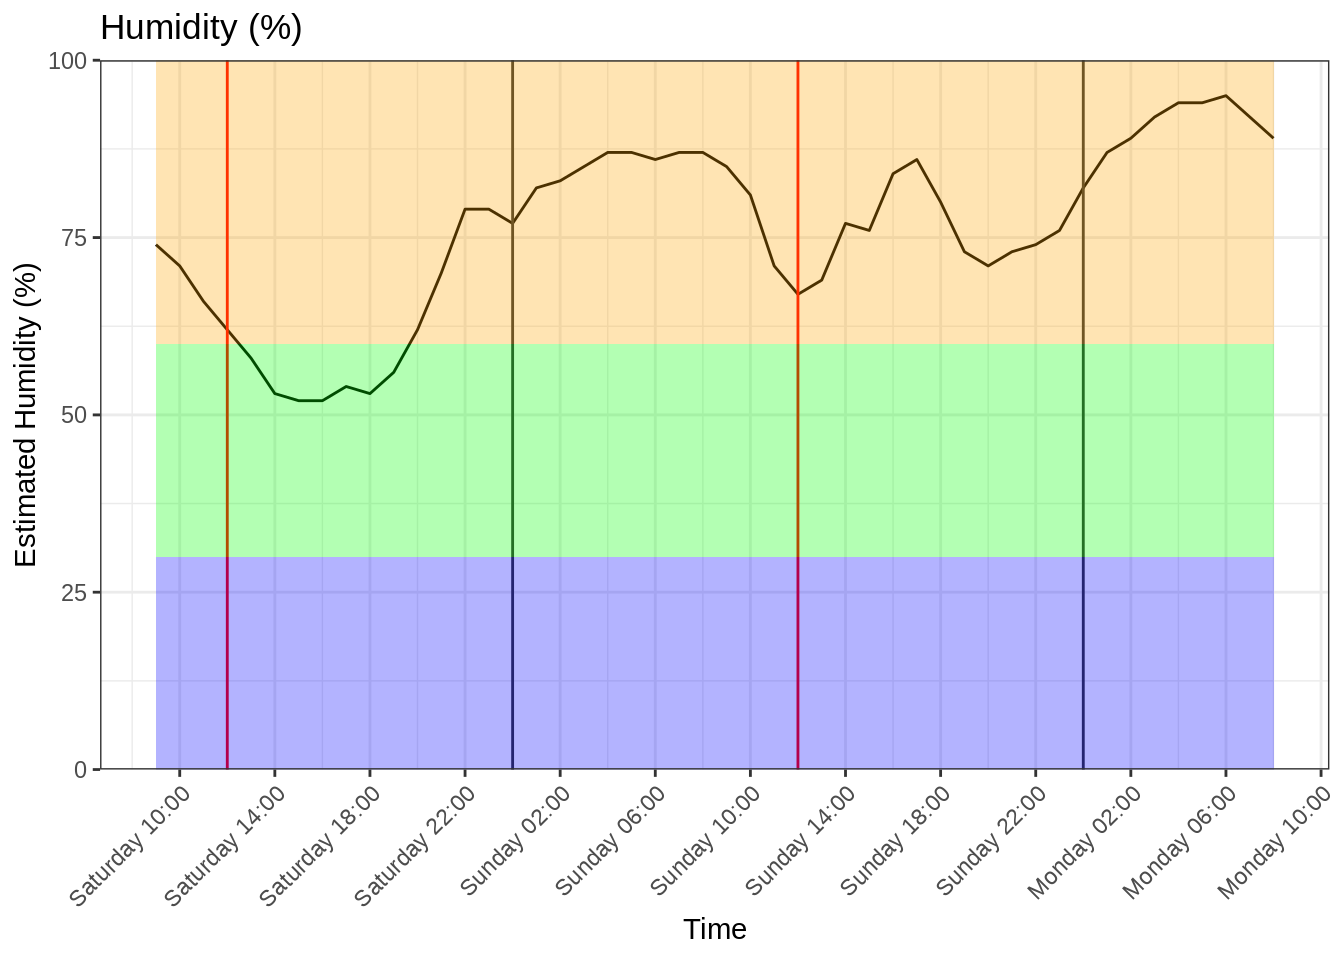 Humidity (%)
100
75
50
25
0
Estimated Humidity (%)
Saturday 10:00
Saturday 14:00
Saturday 18:00
Saturday 22:00
Sunday 02:00
Sunday 06:00
Sunday 10:00
Sunday 14:00
Sunday 18:00
Sunday 22:00
Monday 02:00
Monday 06:00
Monday 10:00
Time